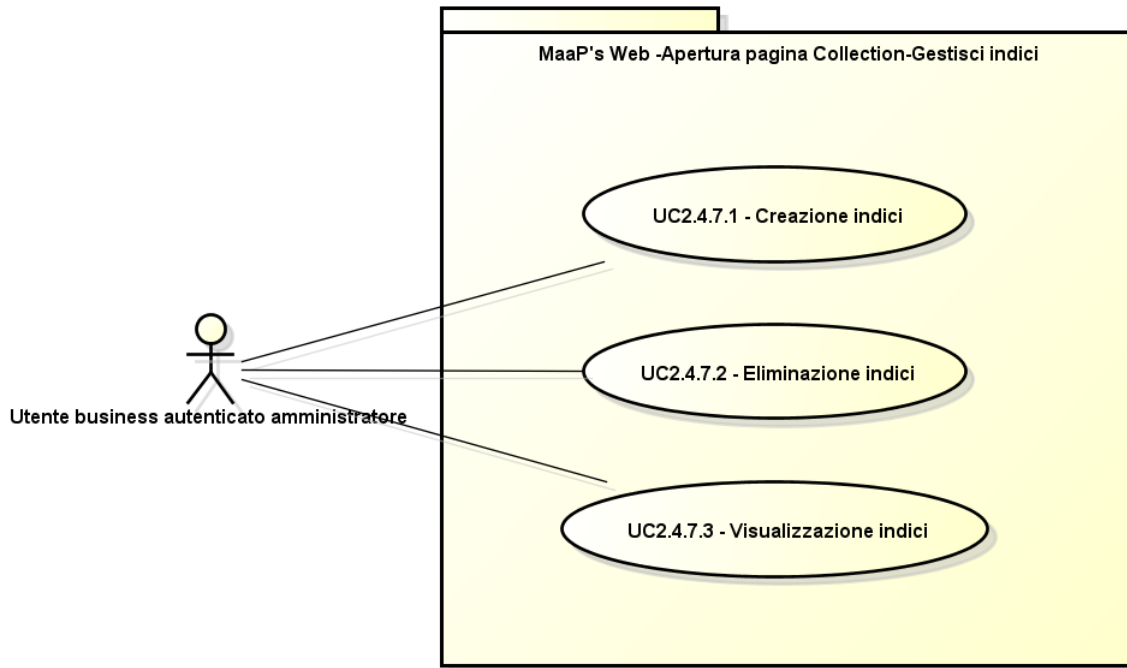 MaaP's Web -Apertura pagina Collection-Gestisci indici
UC2.4.7.1 - Creazione indici
UC2.4.7.2 - Eliminazione indici
Utente business autenticato amministratore
UC2.4.7.3 - Visualizzazione indici